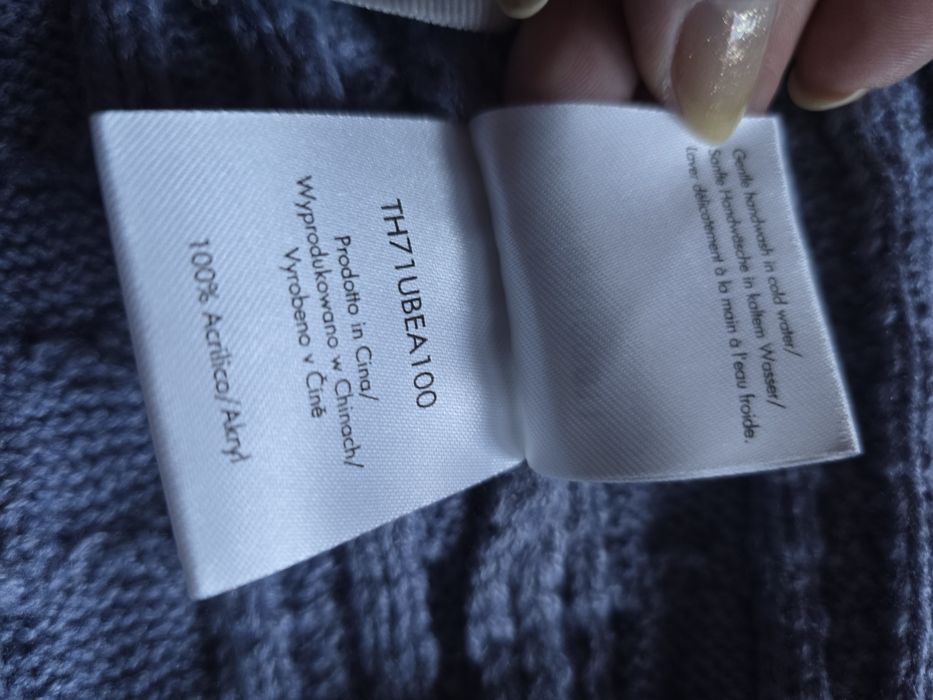 TH71UBEA100
Prodotto in Cina/
Wyprodukowano w Chinach/
Vyrobeno v Číně
100% Acrilico/Akryl
Gentle handwash in cold water/
Sanfte Handwäsche in kaltem Wasser/
Laver délicatement à la main à l'eau froide.